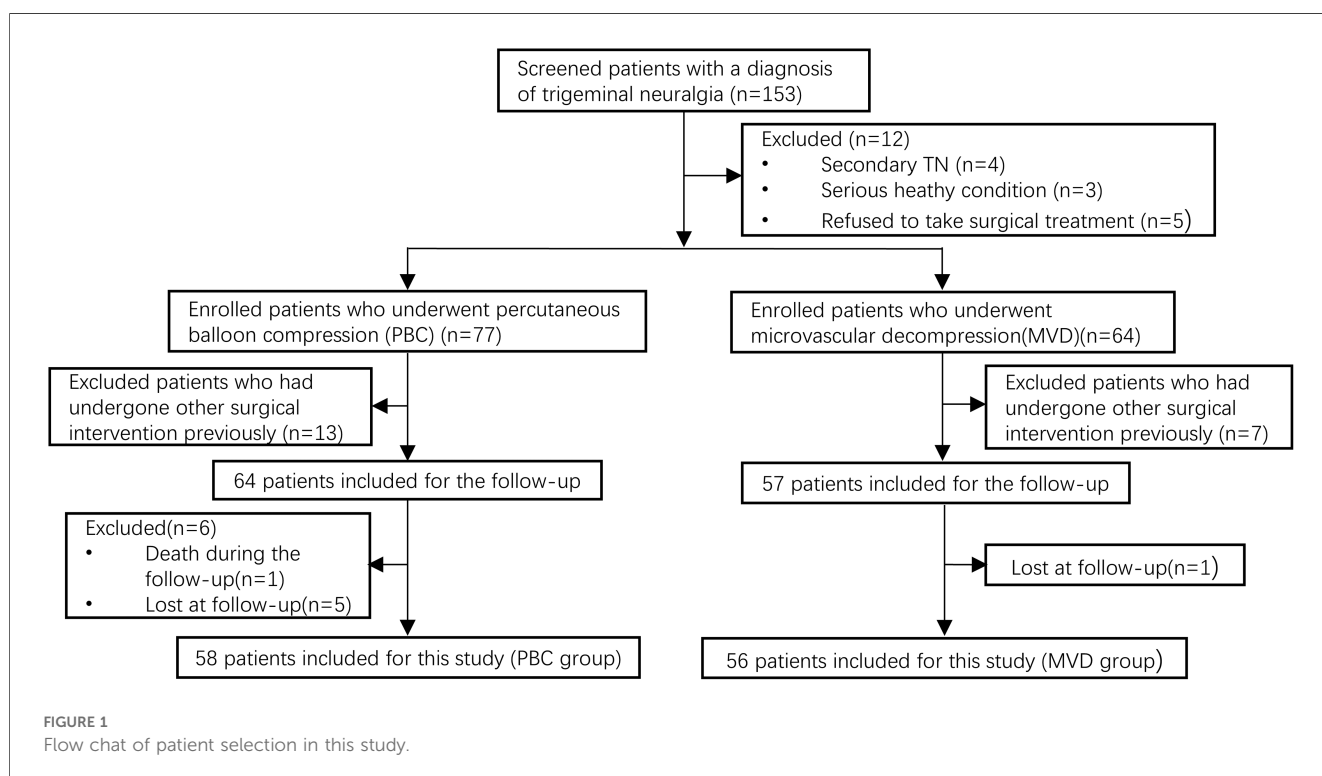 Screened patients with a diagnosis
of trigeminal neuralgia (n=153)
Excluded (n=12)
• Secondary TN (n=4)
• Serious heathy condition (n=3)
• Refused to take surgical treatment (n=5)
Enrolled patients who underwent percutaneous
balloon compression (PBC) (n=77)
Enrolled patients who underwent
microvascular decompression(MVD)(n=64)
Excluded patients who had
undergone other surgical
intervention previously (n=13)
Excluded patients who had
undergone other surgical
intervention previously (n=7)
64 patients included for the follow-up
57 patients included for the follow-up
Excluded(n=6)
• Death during the
follow-up(n=1)
• Lost at follow-up(n=5)
Lost at follow-up(n=1)
58 patients included for this study (PBC group)
56 patients included for this study (MVD group)
FIGURE 1
Flow chat of patient selection in this study.